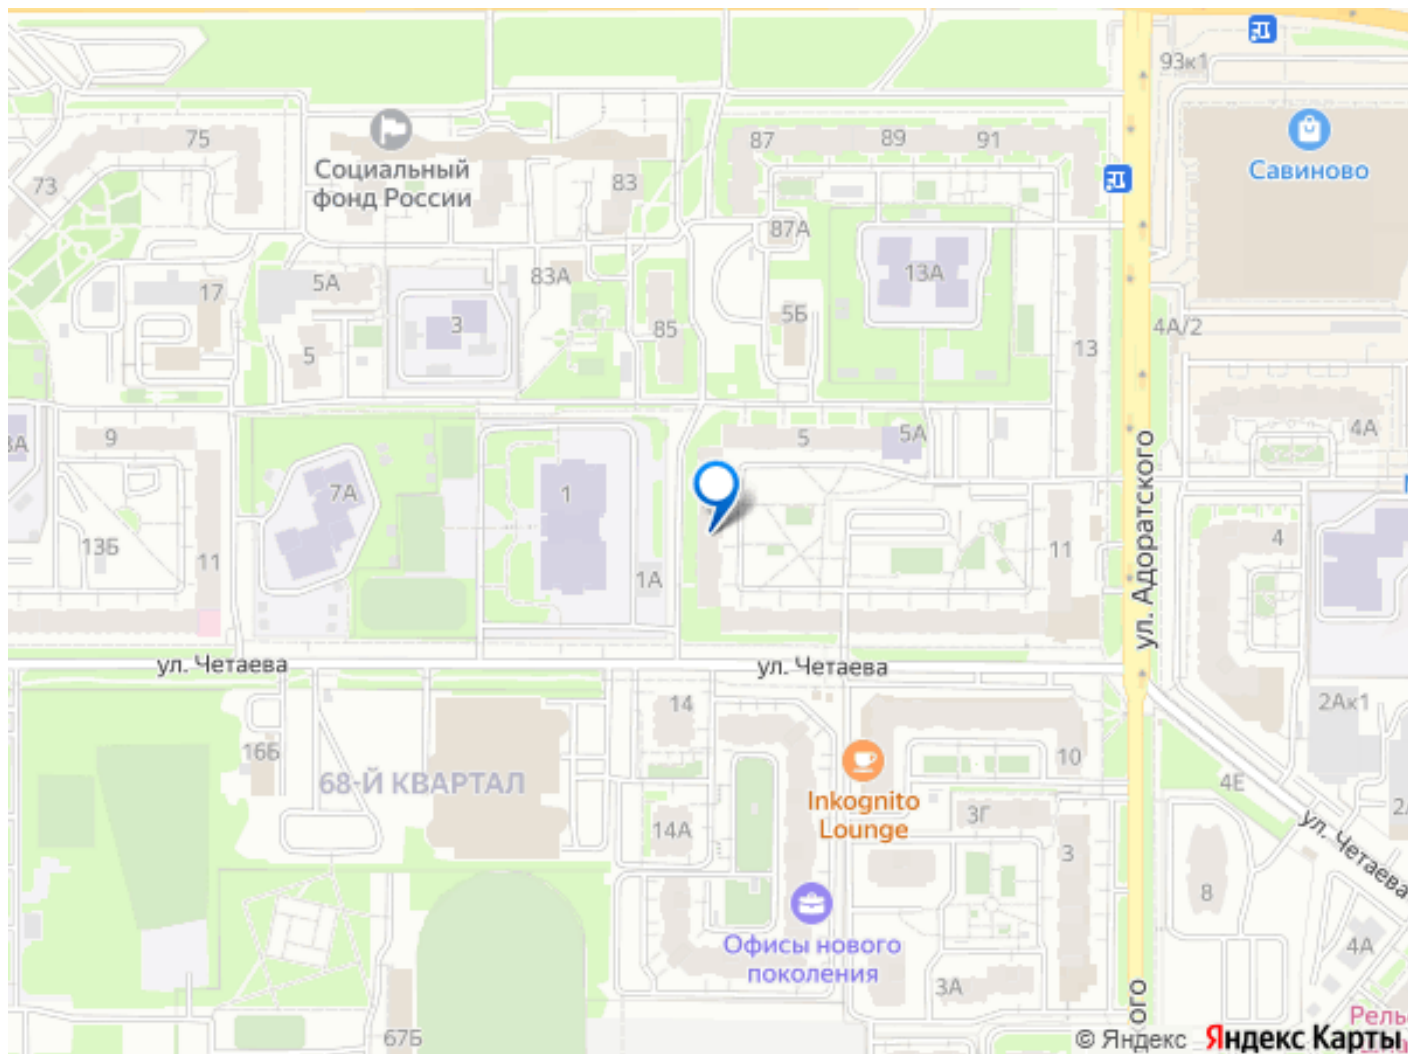 93к1
75
Социальный
фонд России
73
83
87
89
91
Савиново
87А
13А
17
5А
83А
3
5
85
5Б
4А/2
13
9
7А
1
5
5А
4А
ул. Адоратского
13Б
11
1А
11
4
ул. Четаева
ул. Четаева
14
2Ак1
16Б
68-Й КВАРТАЛ
10
4Е
Inkognito
Lounge
14А
3Г
3
ул. Четаева
8
Офисы нового
поколения
3А
4А
67Б
© Яндекс Яндекс Карты